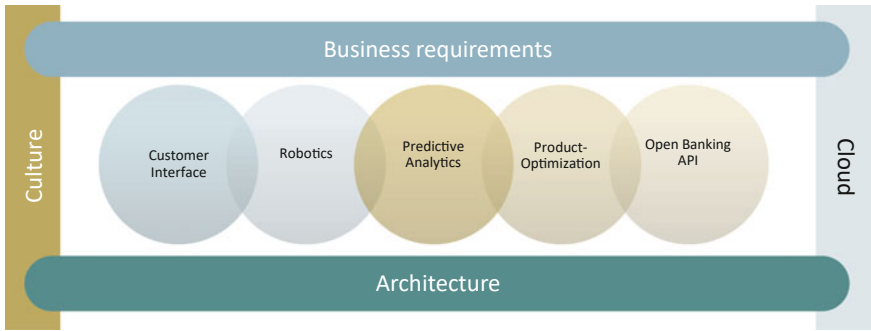 Business requirements
Culture
Customer
Interface
Robotics
Predictive
Analytics
Product-
Optimization
Open Banking
API
Cloud
Architecture